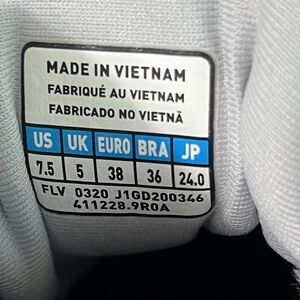 MADE IN VIETNAM
FABRIQUÉ AU VIETNAM
FABRICADO NO VIETNÃ
US UK EURO BRA JP
7.5 5 38 36 24.0
FLV 0320 J1GD200346
411228.9R0A